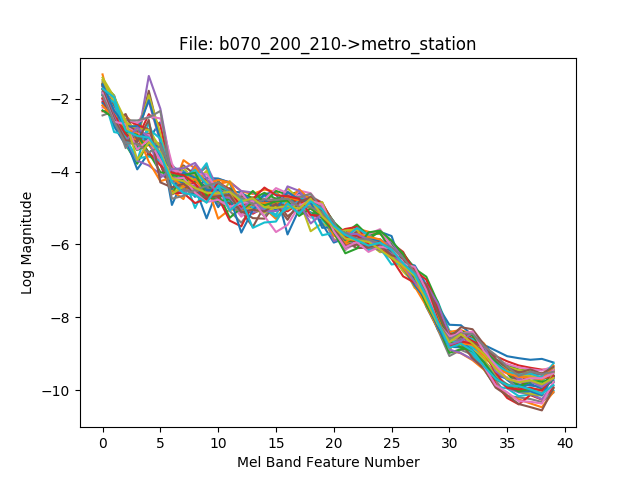 File: b070_200_210->metro_station
Log Magnitude
−2
−4
−6
−8
−10
0 5 10 15 20 25 30 35 40
Mel Band Feature Number